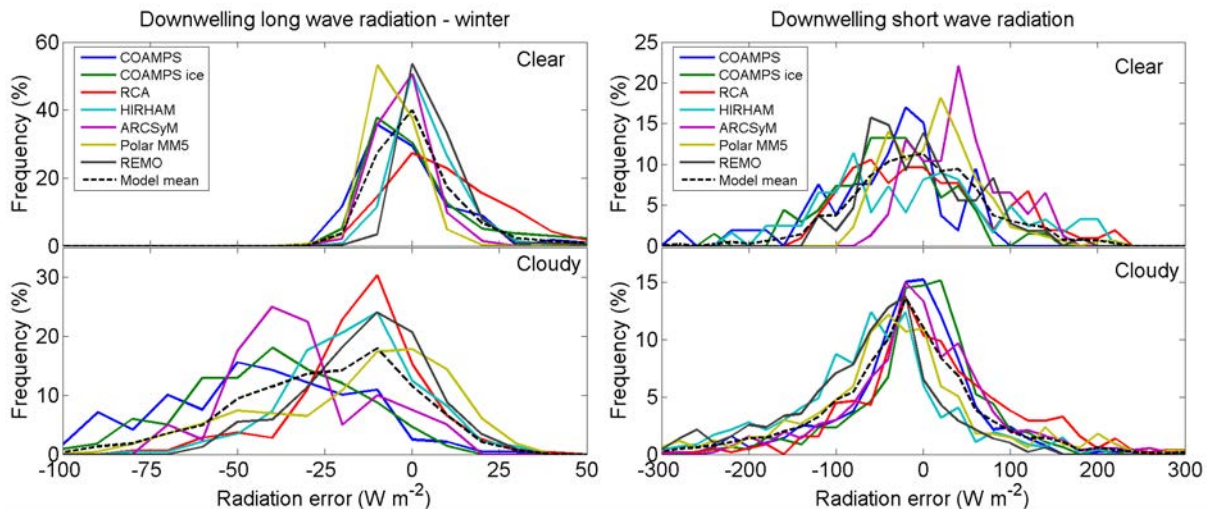 Downwelling long wave radiation - winter
60
40
20
0
Frequency (%)
Clear
COAMPS
COAMPS ice
RCA
HIRHAM
ARCSyM
Polar MM5
REMO
Model mean
30
20
10
0
Frequency (%)
Cloudy
-100 -75 -50 -25 0 25 50
Radiation error (W m⁻²)
Downwelling short wave radiation
25
20
15
10
5
0
Frequency (%)
Clear
COAMPS
COAMPS ice
RCA
HIRHAM
ARCSyM
Polar MM5
REMO
Model mean
15
10
5
0
Frequency (%)
Cloudy
-300 -200 -100 0 100 200 300
Radiation error (W m⁻²)